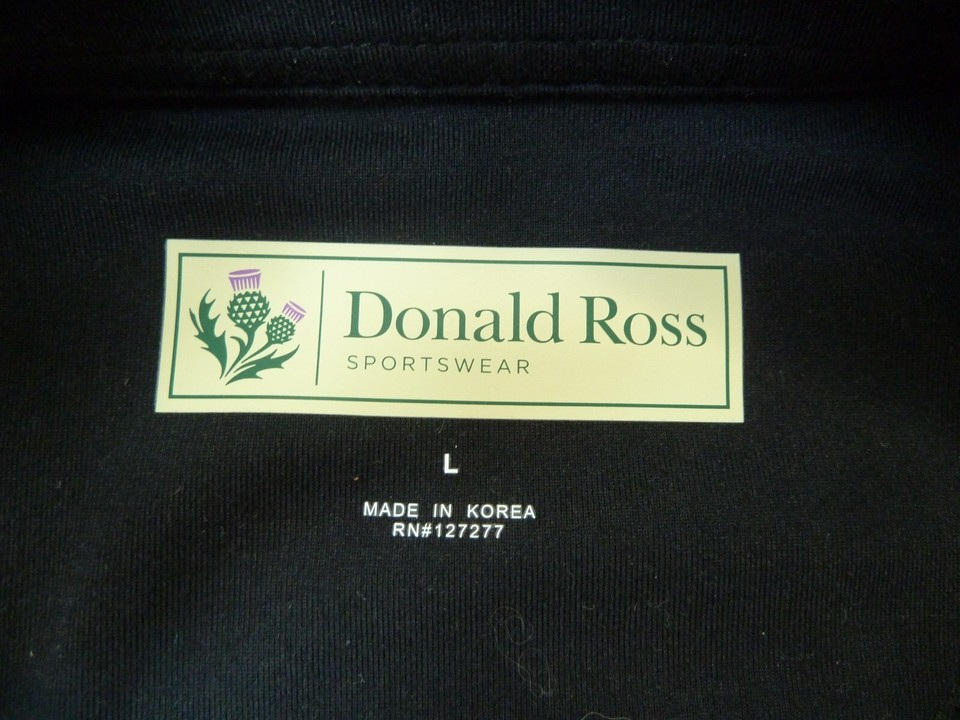 Donald Ross
SPORTSWEAR
L
MADE IN KOREA
RN#127277